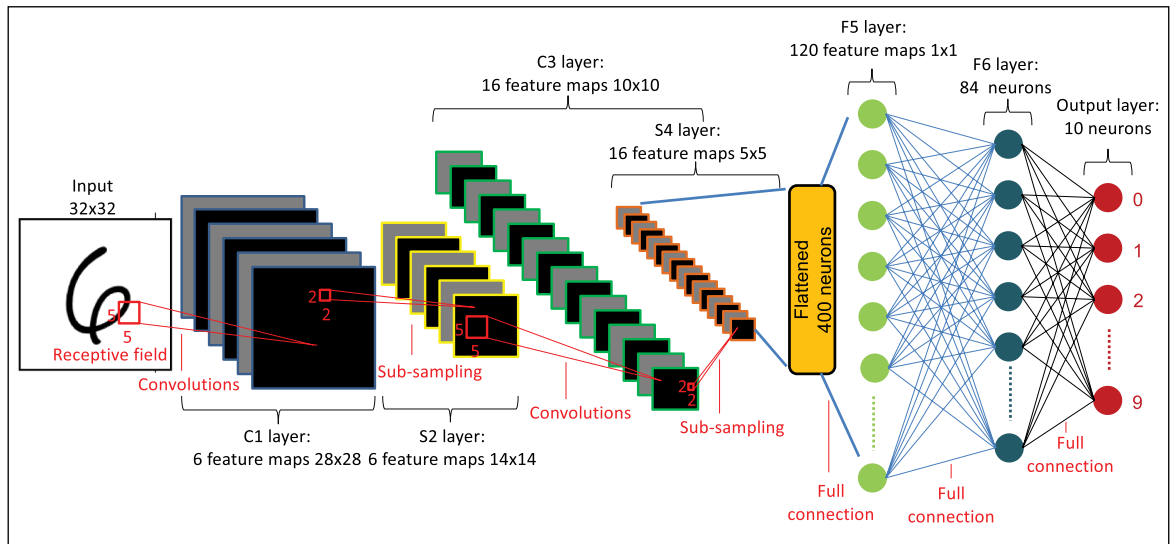 Input
32x32
5
5
Receptive field
Convolutions
C1 layer:
6 feature maps 28x28
2
2
Sub-sampling
S2 layer:
6 feature maps 14x14
5
5
Convolutions
C3 layer:
16 feature maps 10x10
2
2
Sub-sampling
S4 layer:
16 feature maps 5x5
Flattened
400 neurons
Full
connection
F5 layer:
120 feature maps 1x1
Full
connection
F6 layer:
84 neurons
Full
connection
Output layer:
10 neurons
0
1
2
9
6